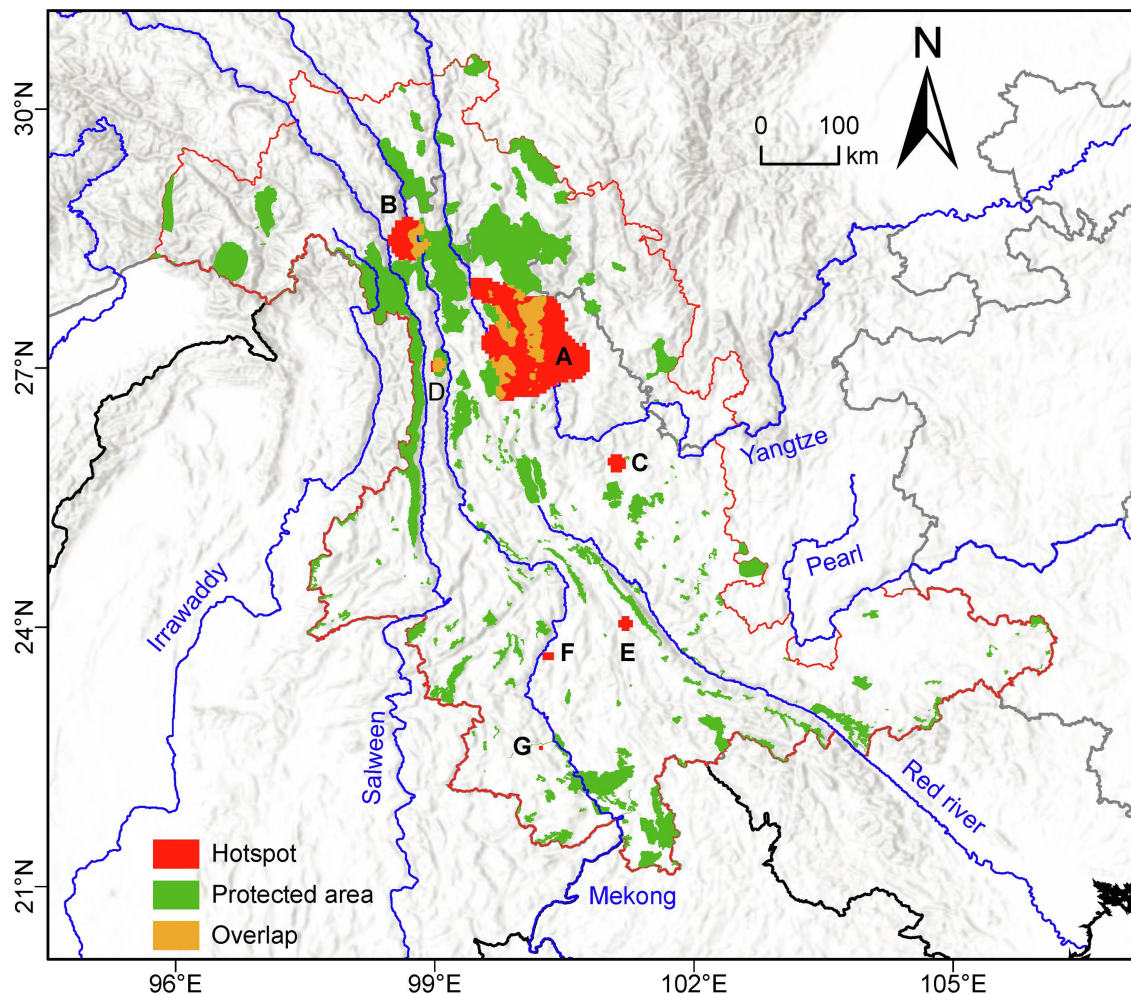 N
30°N
0 100
km
B
27°N
A
D
C
Yangtze
Pearl
Irrawaddy
24°N
F
E
G
Salween
Red river
Hotspot
Protected area
Overlap
21°N
Mekong
96°E
99°E
102°E
105°E